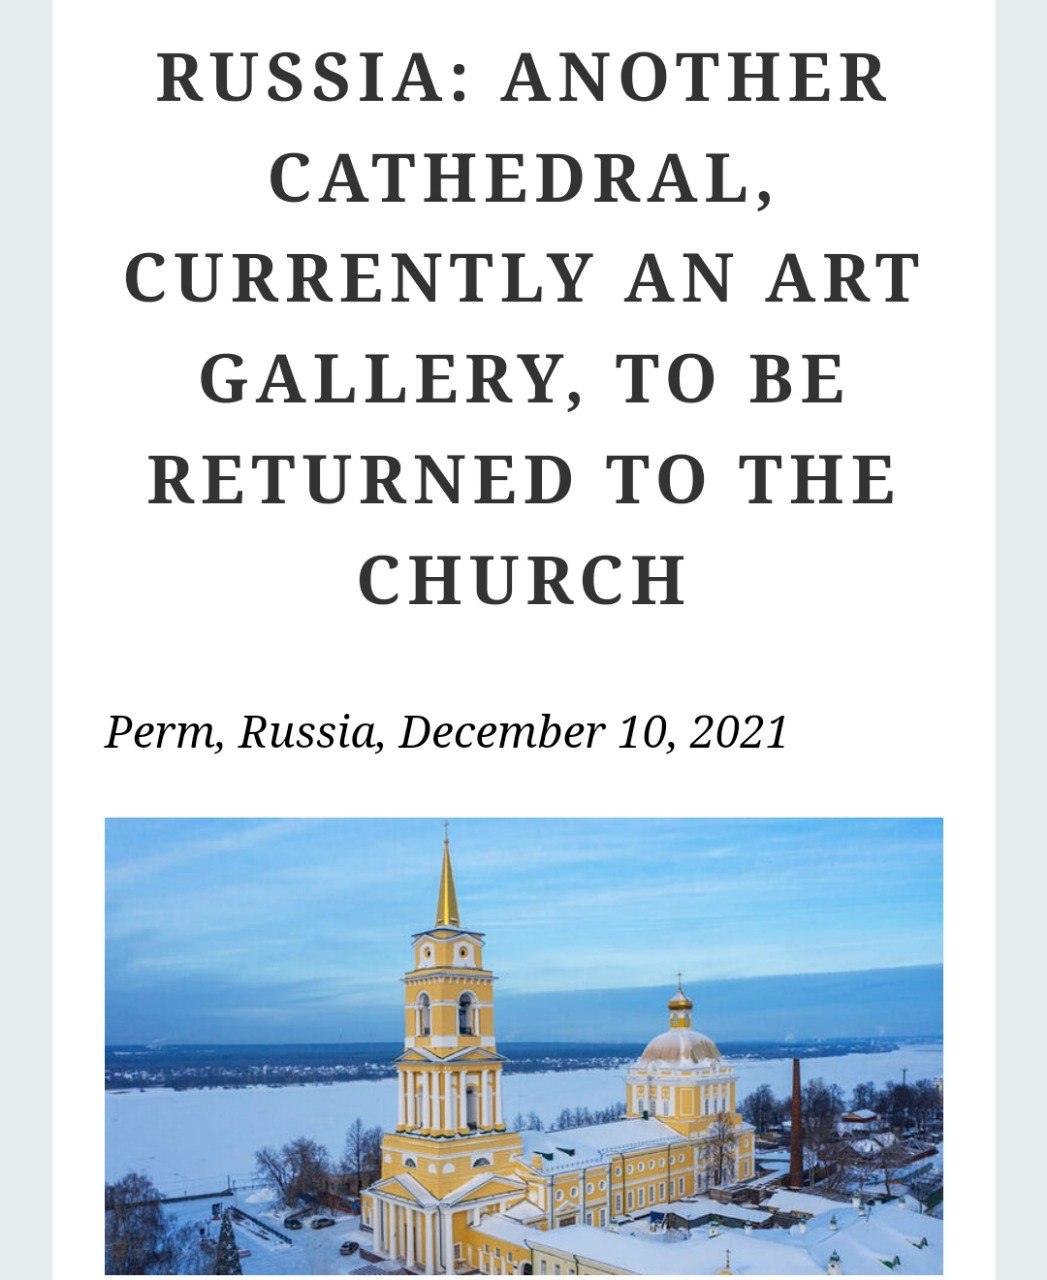 RUSSIA: ANOTHER
CATHEDRAL,
CURRENTLY AN ART
GALLERY, TO BE
RETURNED TO THE
CHURCH
Perm, Russia, December 10, 2021